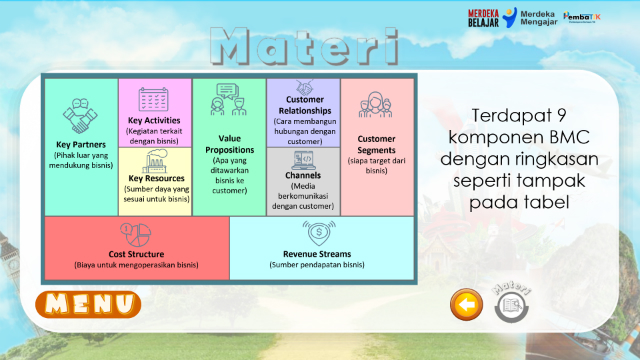 MERDEKA
BELAJAR
Merdeka
Mengajar
PembaTIK
Materi
Key Partners
(Pihak luar yang
mendukung bisnis)
Key Activities
(Kegiatan terkait
dengan bisnis)
Key Resources
(Sumber daya yang
sesuai untuk bisnis)
Value
Propositions
(Apa yang
ditawarkan
bisnis ke
customer)
Customer
Relationships
(Cara membangun
hubungan dengan
customer)
Channels
(Media
berkomunikasi
dengan customer)
Customer
Segments
(siapa target dari
bisnis)
Cost Structure
(Biaya untuk mengoperasikan bisnis)
Revenue Streams
(Sumber pendapatan bisnis)
Terdapat 9
komponen BMC
dengan ringkasan
seperti tampak
pada tabel
MENU
Materi